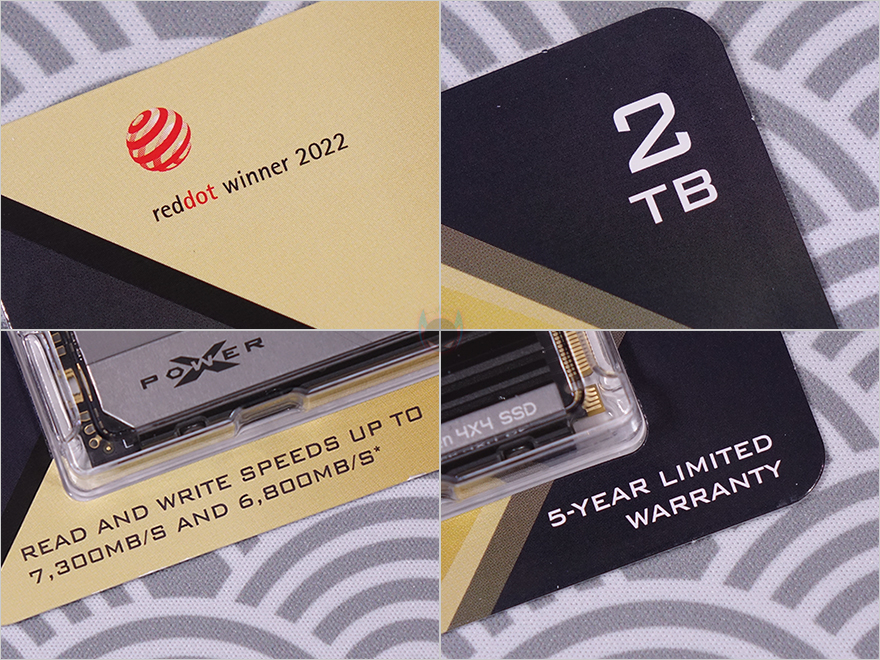 reddot winner 2022
2
TB
XPOWER
READ AND WRITE SPEEDS UP TO
7,300MB/S AND 6,800MB/S*
4X4 SSD
5-YEAR LIMITED
WARRANTY